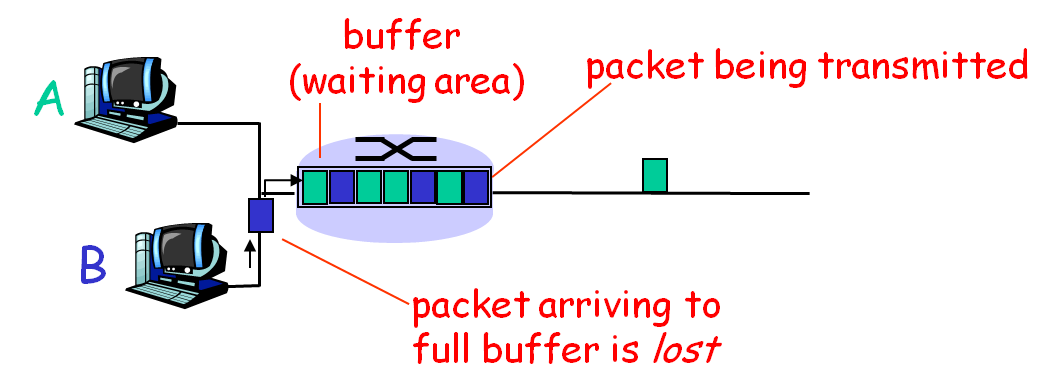 buffer
(waiting area)
packet being transmitted
A
B
packet arriving to
full buffer is lost